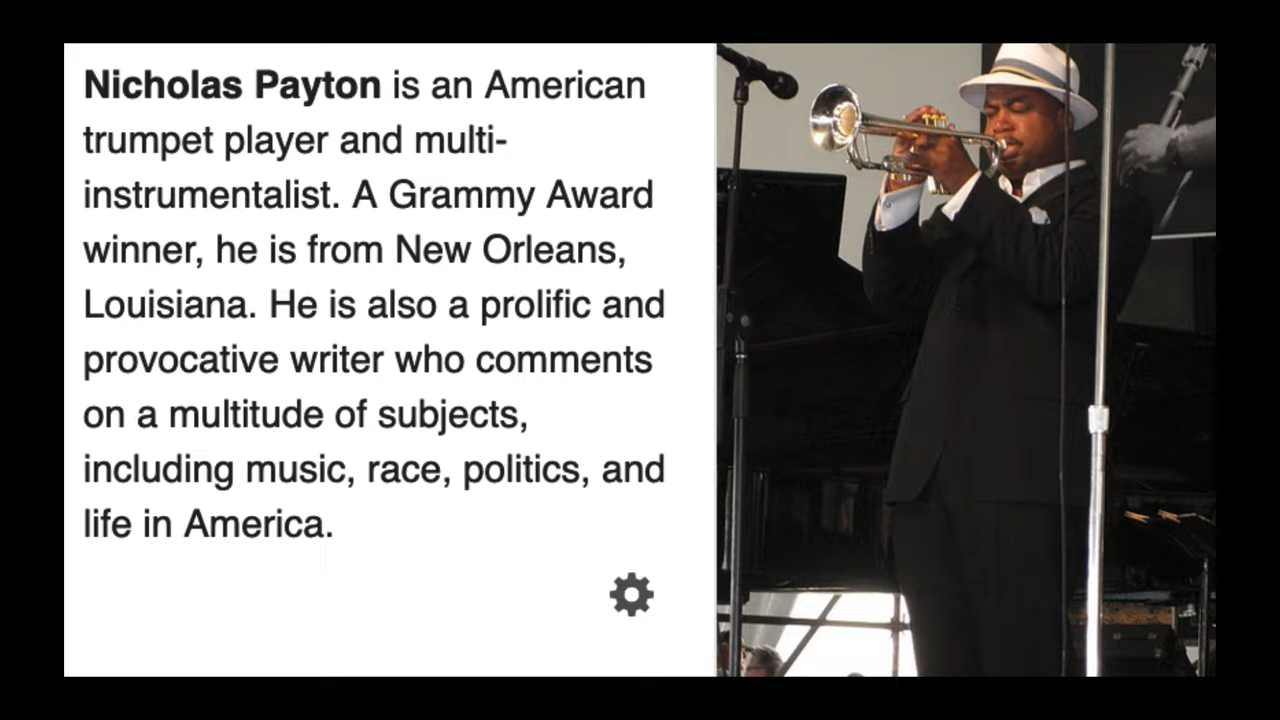 Nicholas Payton is an American
trumpet player and multi-
instrumentalist. A Grammy Award
winner, he is from New Orleans,
Louisiana. He is also a prolific and
provocative writer who comments
on a multitude of subjects,
including music, race, politics, and
life in America.